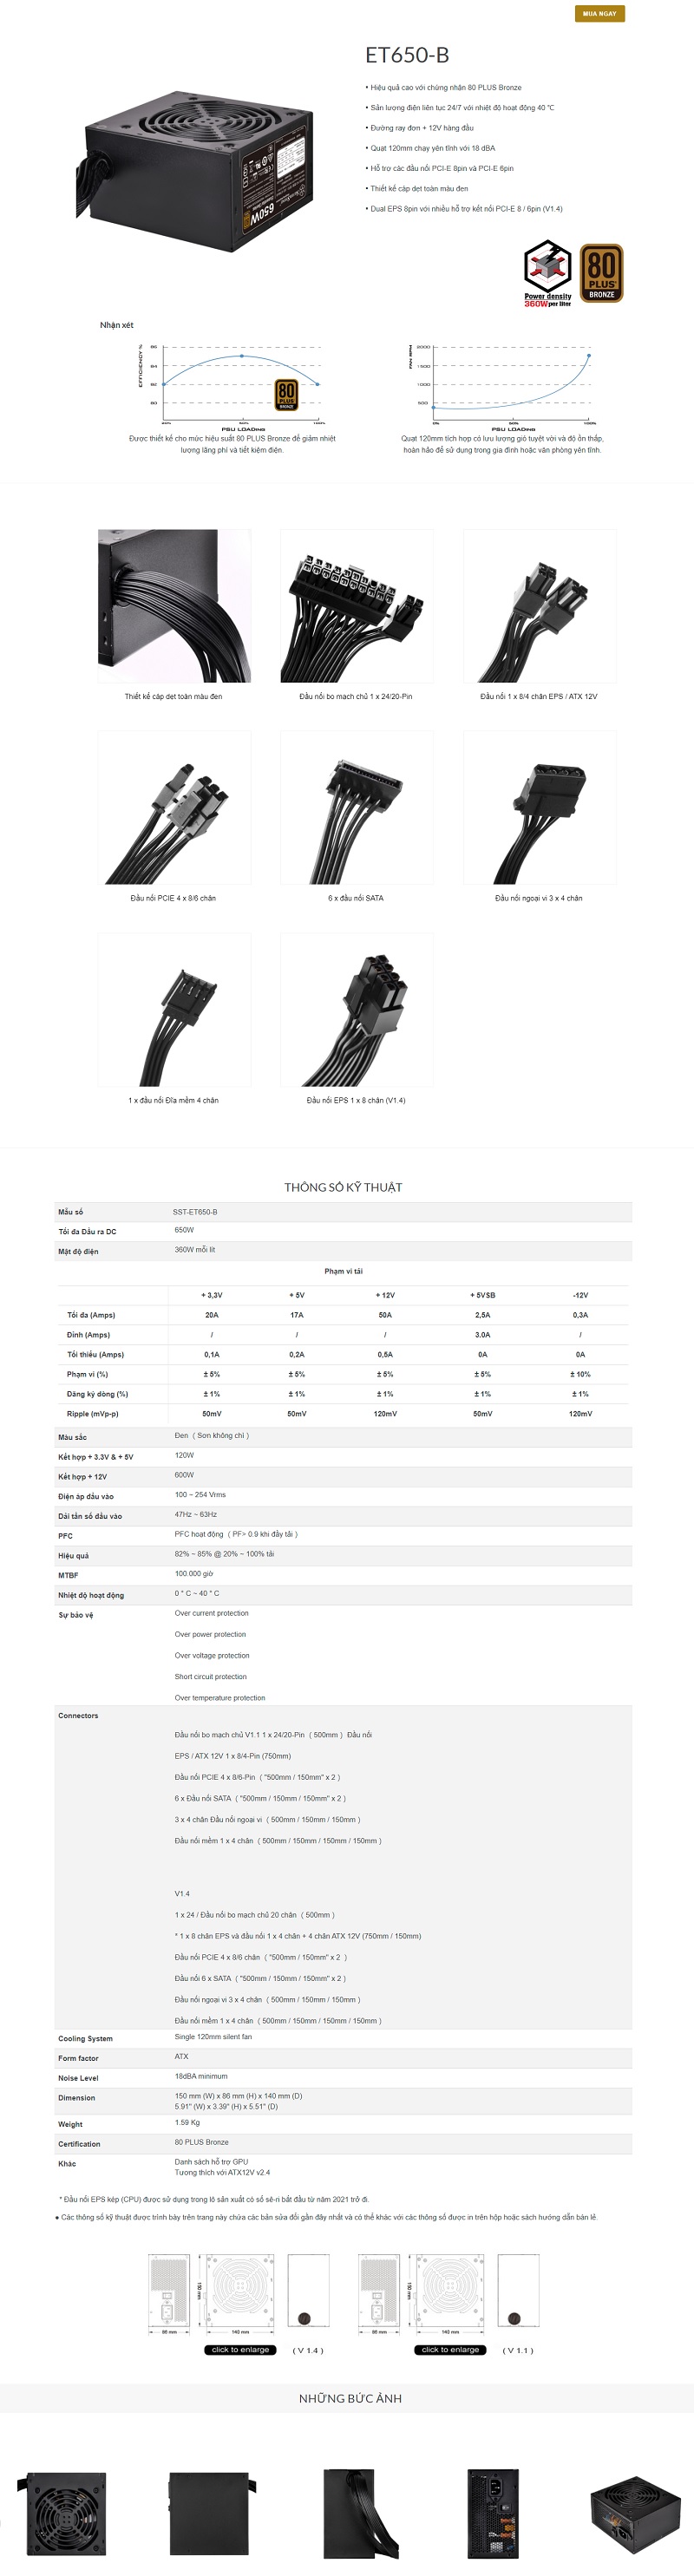 MUA NGAY
ET650-B
• Hiệu quả cao với chứng nhận 80 PLUS Bronze
• Sản lượng điện liên tục 24/7 với nhiệt độ hoạt động 40 ℃
• Đường ray đơn + 12V hàng đầu
• Quạt 120mm chạy yên tĩnh với 18 dBA
• Hỗ trợ các đầu nối PCI-E 8pin và PCI-E 6pin
• Thiết kế cáp dẹt toàn màu đen
• Dual EPS 8pin với nhiều hỗ trợ kết nối PCI-E 8 / 6pin (V1.4)
650W
Power density
360W per liter
80
PLUS
BRONZE
Nhận xét
EFFICIENCY %
80
PLUS
BRONZE
PSU LOADING
Được thiết kế cho mức hiệu suất 80 PLUS Bronze để giảm nhiệt
lượng lãng phí và tiết kiệm điện.
FAN RPM
2000
1500
1000
500
0%
50%
100%
PSU LOADING
Quạt 120mm tích hợp có lưu lượng gió tuyệt vời và độ ồn thấp,
hoàn hảo để sử dụng trong gia đình hoặc văn phòng yên tĩnh.
Thiết kế cáp dẹt toàn màu đen
Đầu nối bo mạch chủ 1 x 24/20-Pin
Đầu nối 1 x 8/4 chân EPS / ATX 12V
Đầu nối PCIE 4 x 8/6 chân
6 x đầu nối SATA
Đầu nối ngoại vi 3 x 4 chân
1 x đầu nối Đĩa mềm 4 chân
Đầu nối EPS 1 x 8 chân (V1.4)
THÔNG SỐ KỸ THUẬT
Mẫu số SST-ET650-B
Tối đa Đầu ra DC 650W
Mật độ điện 360W mỗi lít
Phạm vi tải
+ 3,3V + 5V + 12V + 5VSB -12V
Tối đa (Amps) 20A 17A 50A 2,5A 0,3A
Đỉnh (Amps) / / / 3.0A /
Tối thiểu (Amps) 0,1A 0,2A 0,5A 0A 0A
Phạm vi (%) ± 5% ± 5% ± 5% ± 5% ± 10%
Đăng ký dòng (%) ± 1% ± 1% ± 1% ± 1% ± 1%
Ripple (mVp-p) 50mV 50mV 120mV 50mV 120mV
Màu sắc Đen ( Sơn không chì )
Kết hợp + 3,3V & + 5V 120W
Kết hợp + 12V 600W
Điện áp đầu vào 100 ~ 254 Vrms
Dải tần số đầu vào 47Hz ~ 63Hz
PFC PFC hoạt động ( PF> 0.9 khi đầy tải )
Hiệu quả 82% ~ 85% @ 20% ~ 100% tải
MTBF 100.000 giờ
Nhiệt độ hoạt động 0 ° C ~ 40 ° C
Sự bảo vệ Over current protection
Over power protection
Over voltage protection
Short circuit protection
Over temperature protection
Connectors
Đầu nối bo mạch chủ V1.1 1 x 24/20-Pin ( 500mm ) Đầu nối
EPS / ATX 12V 1 x 8/4-Pin (750mm)
Đầu nối PCIE 4 x 8/6-Pin ( "500mm / 150mm" x 2 )
6 x Đầu nối SATA ( "500mm / 150mm / 150mm" x 2 )
3 x 4 chân Đầu nối ngoại vi ( 500mm / 150mm / 150mm )
Đầu nối mềm 1 x 4 chân ( 500mm / 150mm / 150mm / 150mm )
V1.4
1 x 24 / Đầu nối bo mạch chủ 20 chân ( 500mm )
* 1 x 8 chân EPS và đầu nối 1 x 4 chân + 4 chân ATX 12V (750mm / 150mm)
Đầu nối PCIE 4 x 8/6 chân ( "500mm / 150mm" x 2 )
Đầu nối 6 x SATA ( "500mm / 150mm / 150mm" x 2 )
Đầu nối ngoại vi 3 x 4 chân ( 500mm / 150mm / 150mm )
Đầu nối mềm 1 x 4 chân ( 500mm / 150mm / 150mm / 150mm )
Cooling System Single 120mm silent fan
Form factor ATX
Noise Level 18dBA minimum
Dimension 150 mm (W) x 86 mm (H) x 140 mm (D)
5.91" (W) x 3.39" (H) x 5.51" (D)
Weight 1.59 Kg
Certification 80 PLUS Bronze
Khác Danh sách hỗ trợ GPU
Tương thích với ATX12V v2.4
* Đầu nối EPS kép (CPU) được sử dụng trong lô sản xuất có số sê-ri bắt đầu từ năm 2021 trở đi.
● Các thông số kỹ thuật được trình bày trên trang này chứa các bản sửa đổi gần đây nhất và có thể khác với các thông số được in trên hộp hoặc sách hướng dẫn bán lẻ.
150 mm
86 mm
140 mm
click to enlarge
( V 1.4 )
150 mm
86 mm
140 mm
click to enlarge
( V 1.1 )
NHỮNG BỨC ẢNH